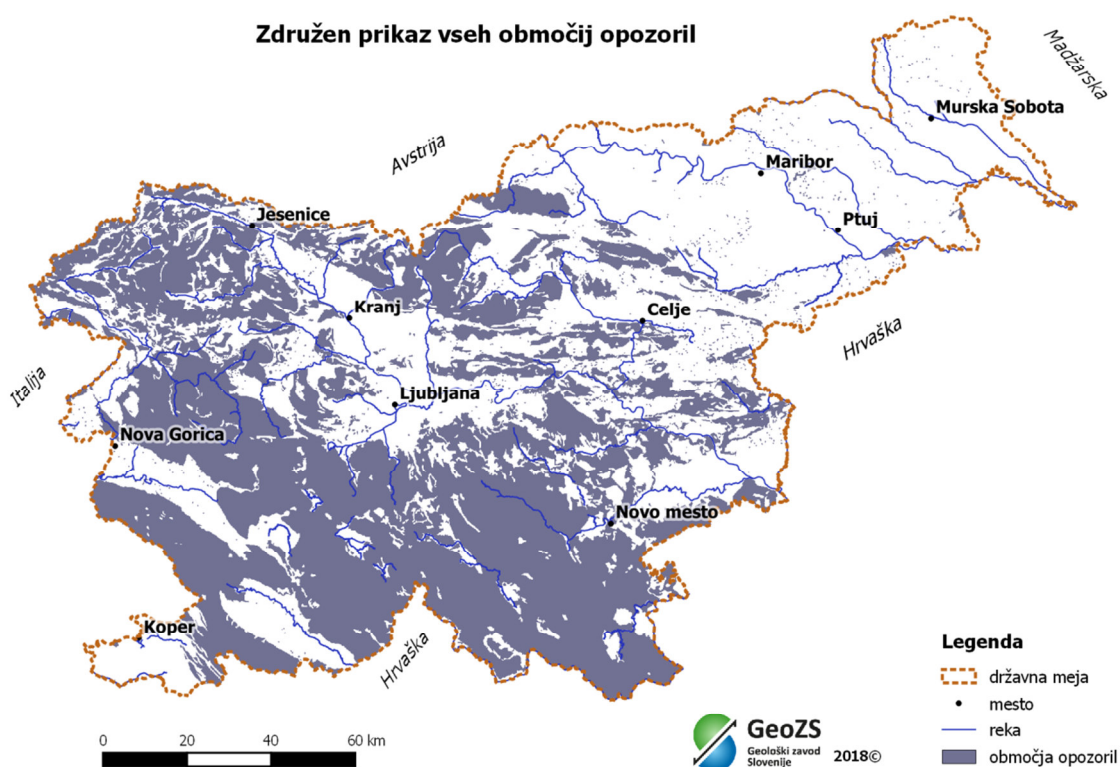 Združen prikaz vseh območij opozoril
Madžarska
Murska Sobota
Avstrija
Maribor
Jesenice
Ptuj
Kranj
Celje
Hrvaška
Italija
Ljubljana
Nova Gorica
Novo mesto
Koper
Hrvaška
Legenda
državna meja
mesto
reka
območja opozoril
0 20 40 60 km
GeoZS
Geološki zavod
Slovenije 2018©